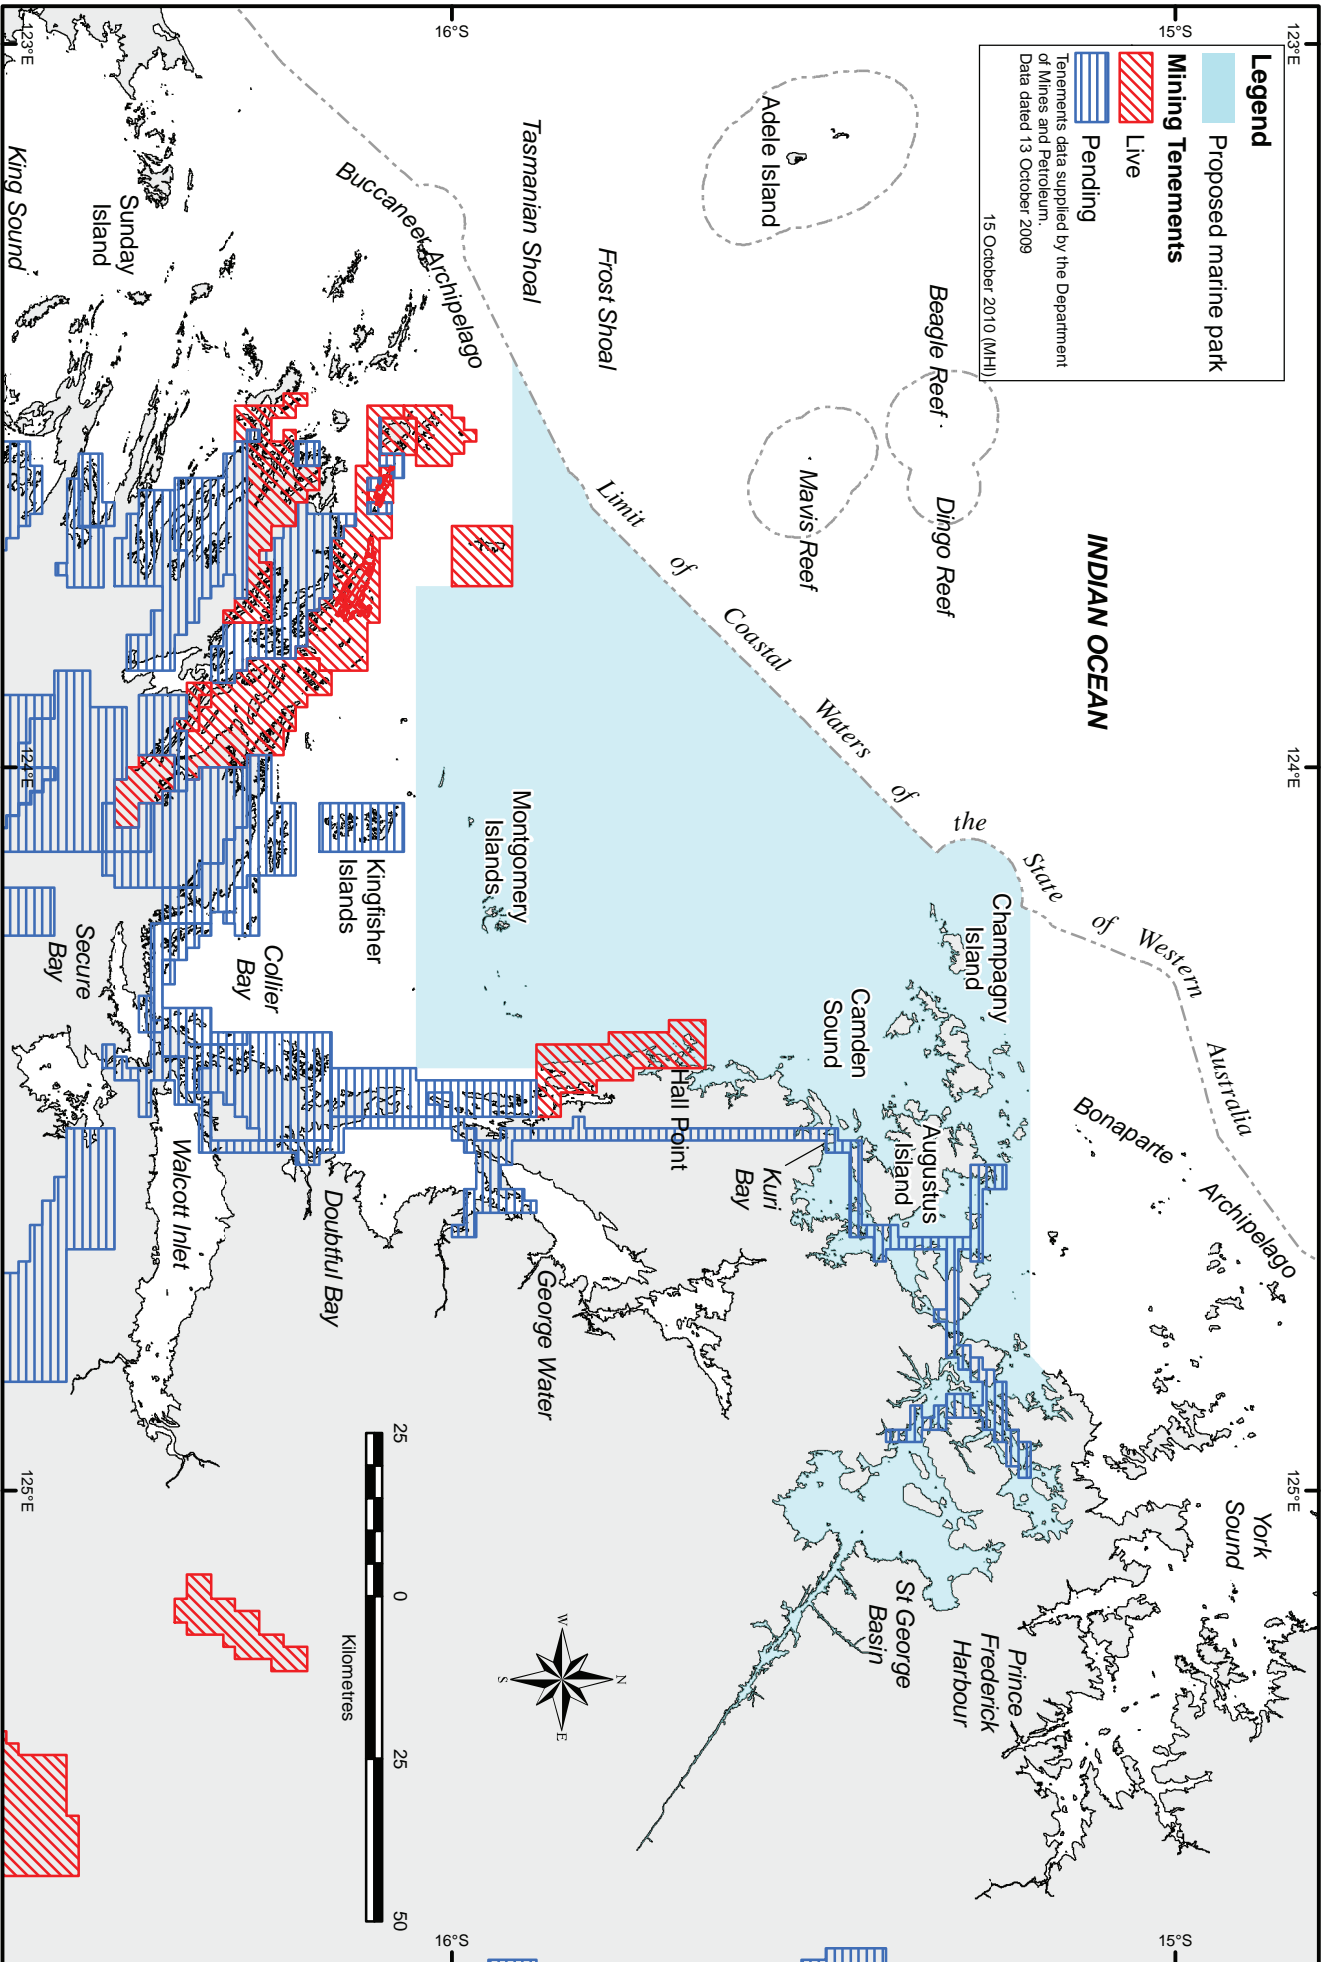 Legend
Proposed marine park
Mining Tenements
Live
Pending
Tenements data supplied by the Department
of Mines and Petroleum.
Data dated 13 October 2009
15 October 2010 (MHI)
123°E
124°E
125°E
15°S
15°S
16°S
16°S
123°E
124°E
125°E
INDIAN OCEAN
Adele Island
Beagle Reef
Dingo Reef
Mavis Reef
Frost Shoal
Tasmanian Shoal
Buccaneer Archipelago
Sunday
Island
King Sound
Limit of Coastal Waters of the State of Western Australia
Bonaparte Archipelago
York
Sound
Prince
Frederick
Harbour
St George
Basin
Champagny
Island
Camden
Sound
Augustus
Island
Kuri
Bay
Hall Point
Montgomery
Islands
Kingfisher
Islands
Collier
Bay
Secure
Bay
Walcott Inlet
Doubtful Bay
George Water
N
E
S
W
25 0 25 50
Kilometres